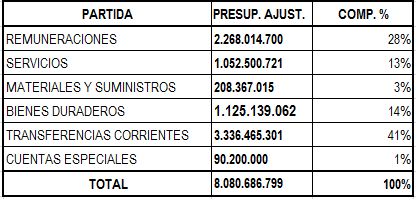 PARTIDA PRESUP. AJUST. COMP. %
REMUNERACIONES 2.268.014.700 28%
SERVICIOS 1.052.500.721 13%
MATERIALES Y SUMINISTROS 208.367.015 3%
BIENES DURADEROS 1.125.139.062 14%
TRANSFERENCIAS CORRIENTES 3.336.465.301 41%
CUENTAS ESPECIALES 90.200.000 1%
TOTAL 8.080.686.799 100%